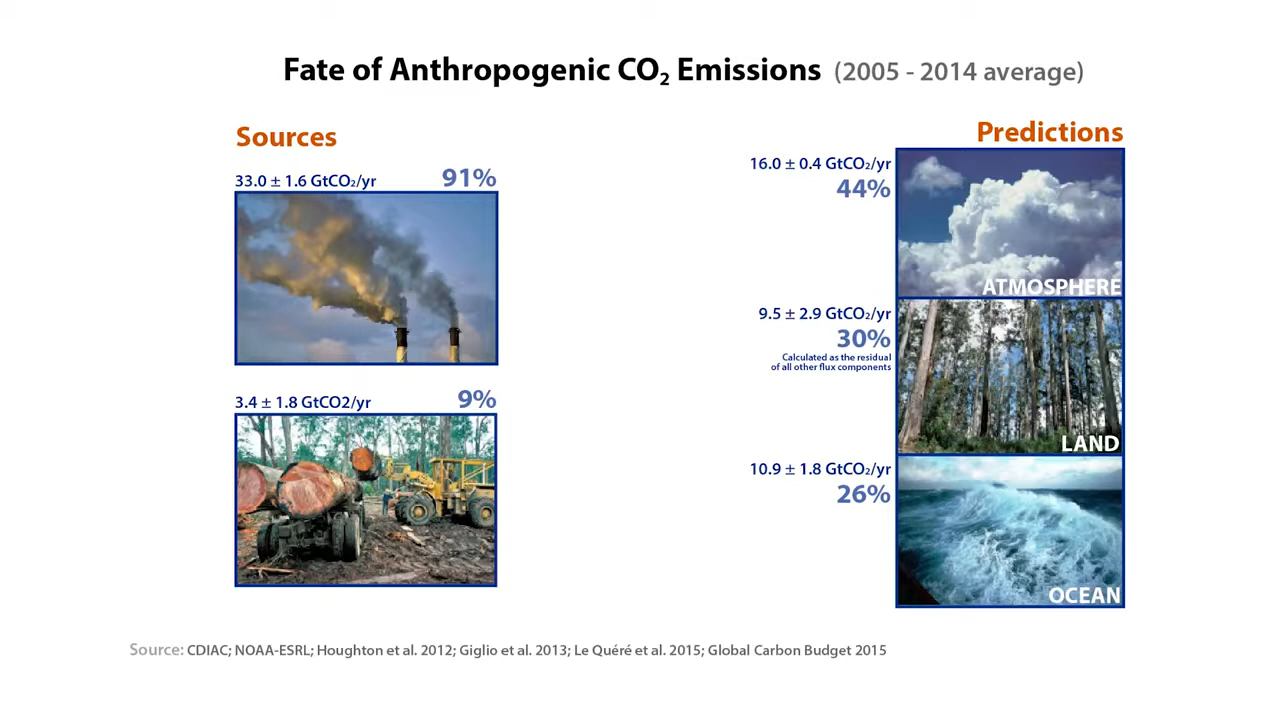 Fate of Anthropogenic CO₂ Emissions (2005 - 2014 average)
Sources
33.0 ± 1.6 GtCO₂/yr 91%
3.4 ± 1.8 GtCO2/yr 9%
Predictions
16.0 ± 0.4 GtCO₂/yr
44%
ATMOSPHERE
9.5 ± 2.9 GtCO₂/yr
30%
Calculated as the residual
of all other flux components
LAND
10.9 ± 1.8 GtCO₂/yr
26%
OCEAN
Source: CDIAC; NOAA-ESRL; Houghton et al. 2012; Giglio et al. 2013; Le Quéré et al. 2015; Global Carbon Budget 2015